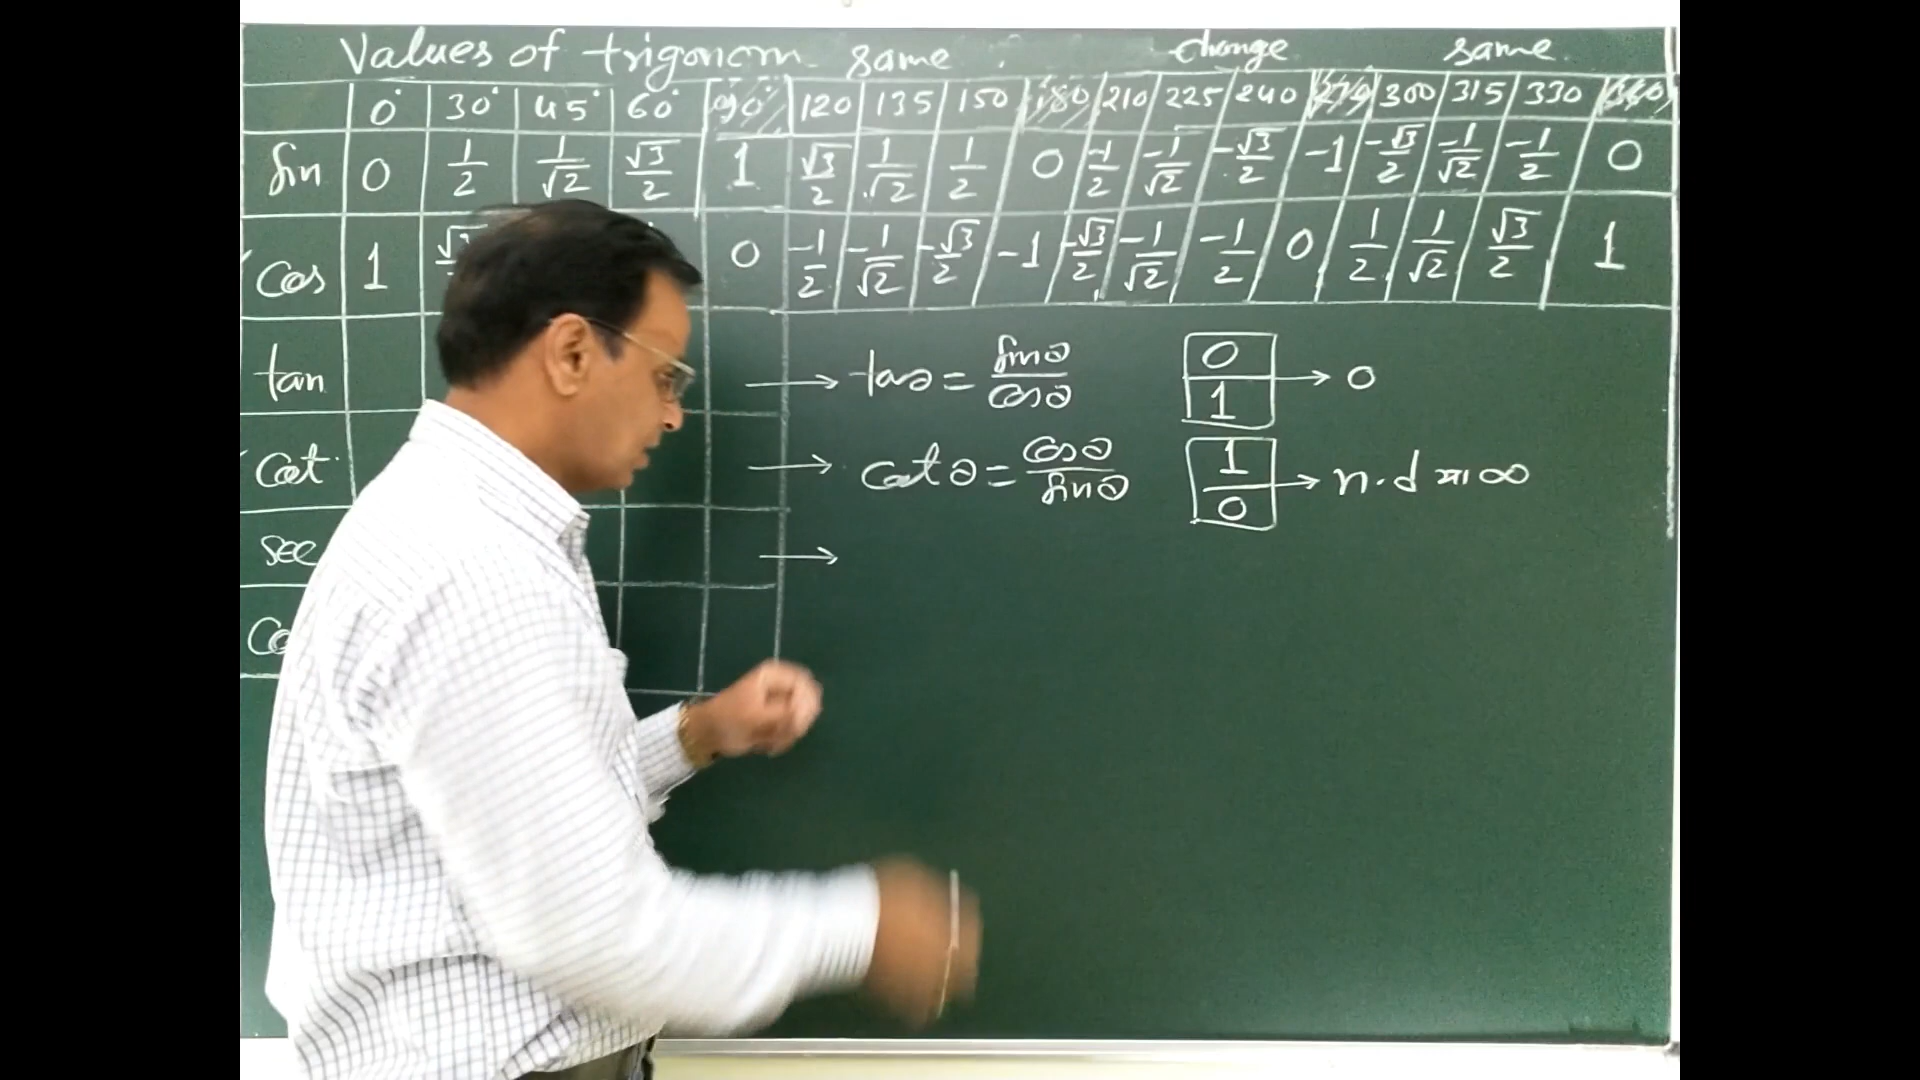 Values of trigonom. same. change same.
0° 30° 45° 60° 90° 120 135 150 180 210 225 240 270 300 315 330 360
sin 0 1/2 1/√2 √3/2 1 √3/2 1/√2 1/2 0 -1/2 -1/√2 -√3/2 -1 -√3/2 -1/√2 -1/2 0
cos 1 0 -1/2 -1/√2 -√3/2 -1 -√3/2 -1/√2 -1/2 0 1/2 1/√2 √3/2 1
tan → tanθ = sinθ/cosθ 0/1 → 0
cot → cotθ = cosθ/sinθ 1/0 → n.d या ∞
sec →